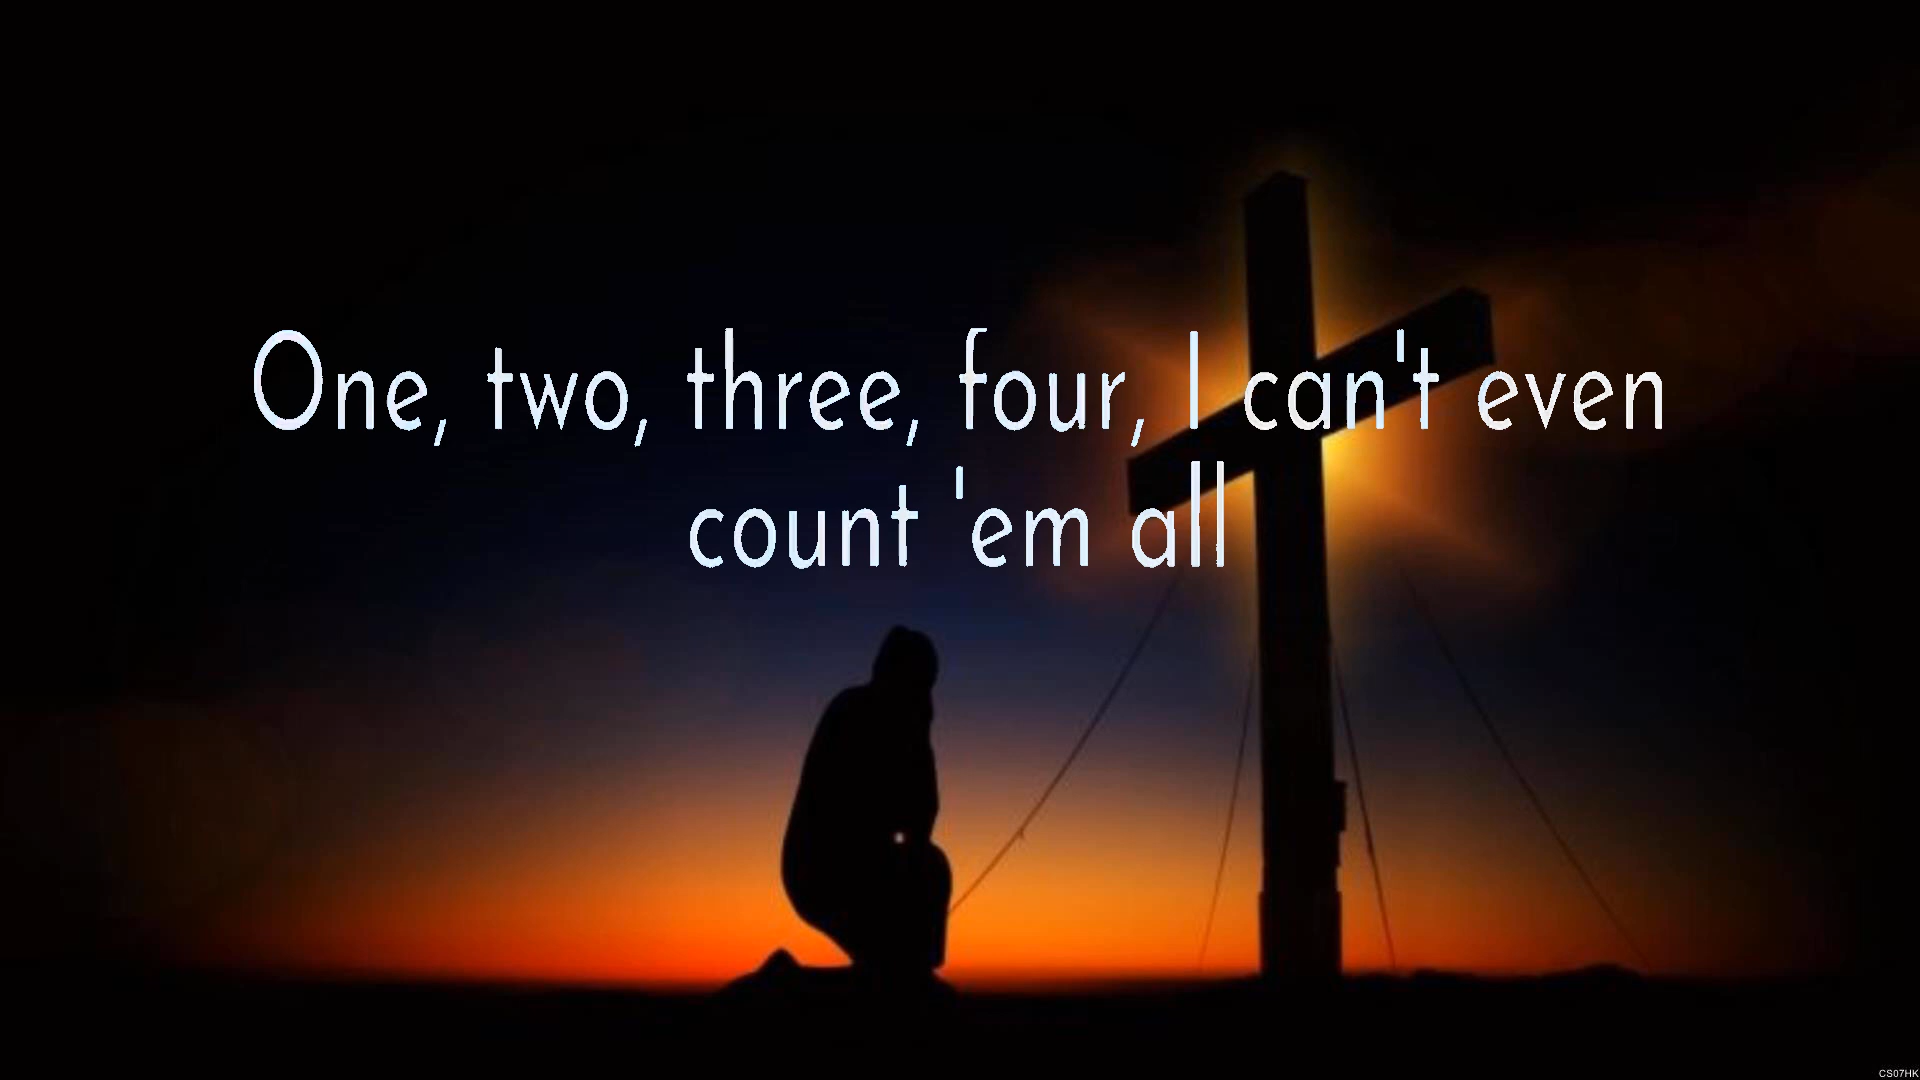 One, two, three, four, I can't even
count 'em all
CS07HK